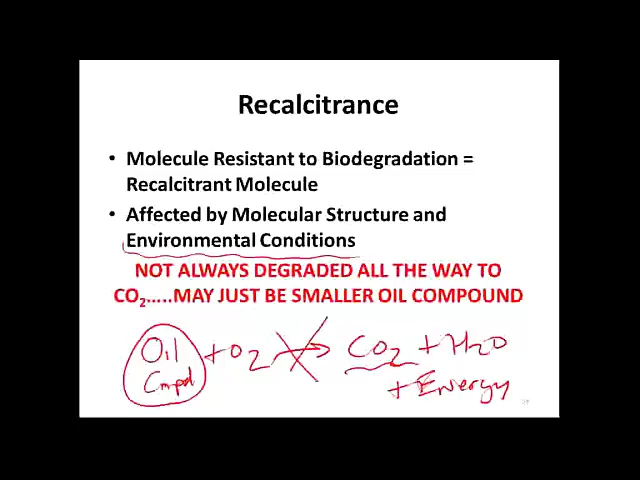 Recalcitrance
• Molecule Resistant to Biodegradation =
Recalcitrant Molecule
• Affected by Molecular Structure and
Environmental Conditions
NOT ALWAYS DEGRADED ALL THE WAY TO
CO₂.....MAY JUST BE SMALLER OIL COMPOUND
Oil + O₂ → CO₂ + H₂O
Cmpd + Energy